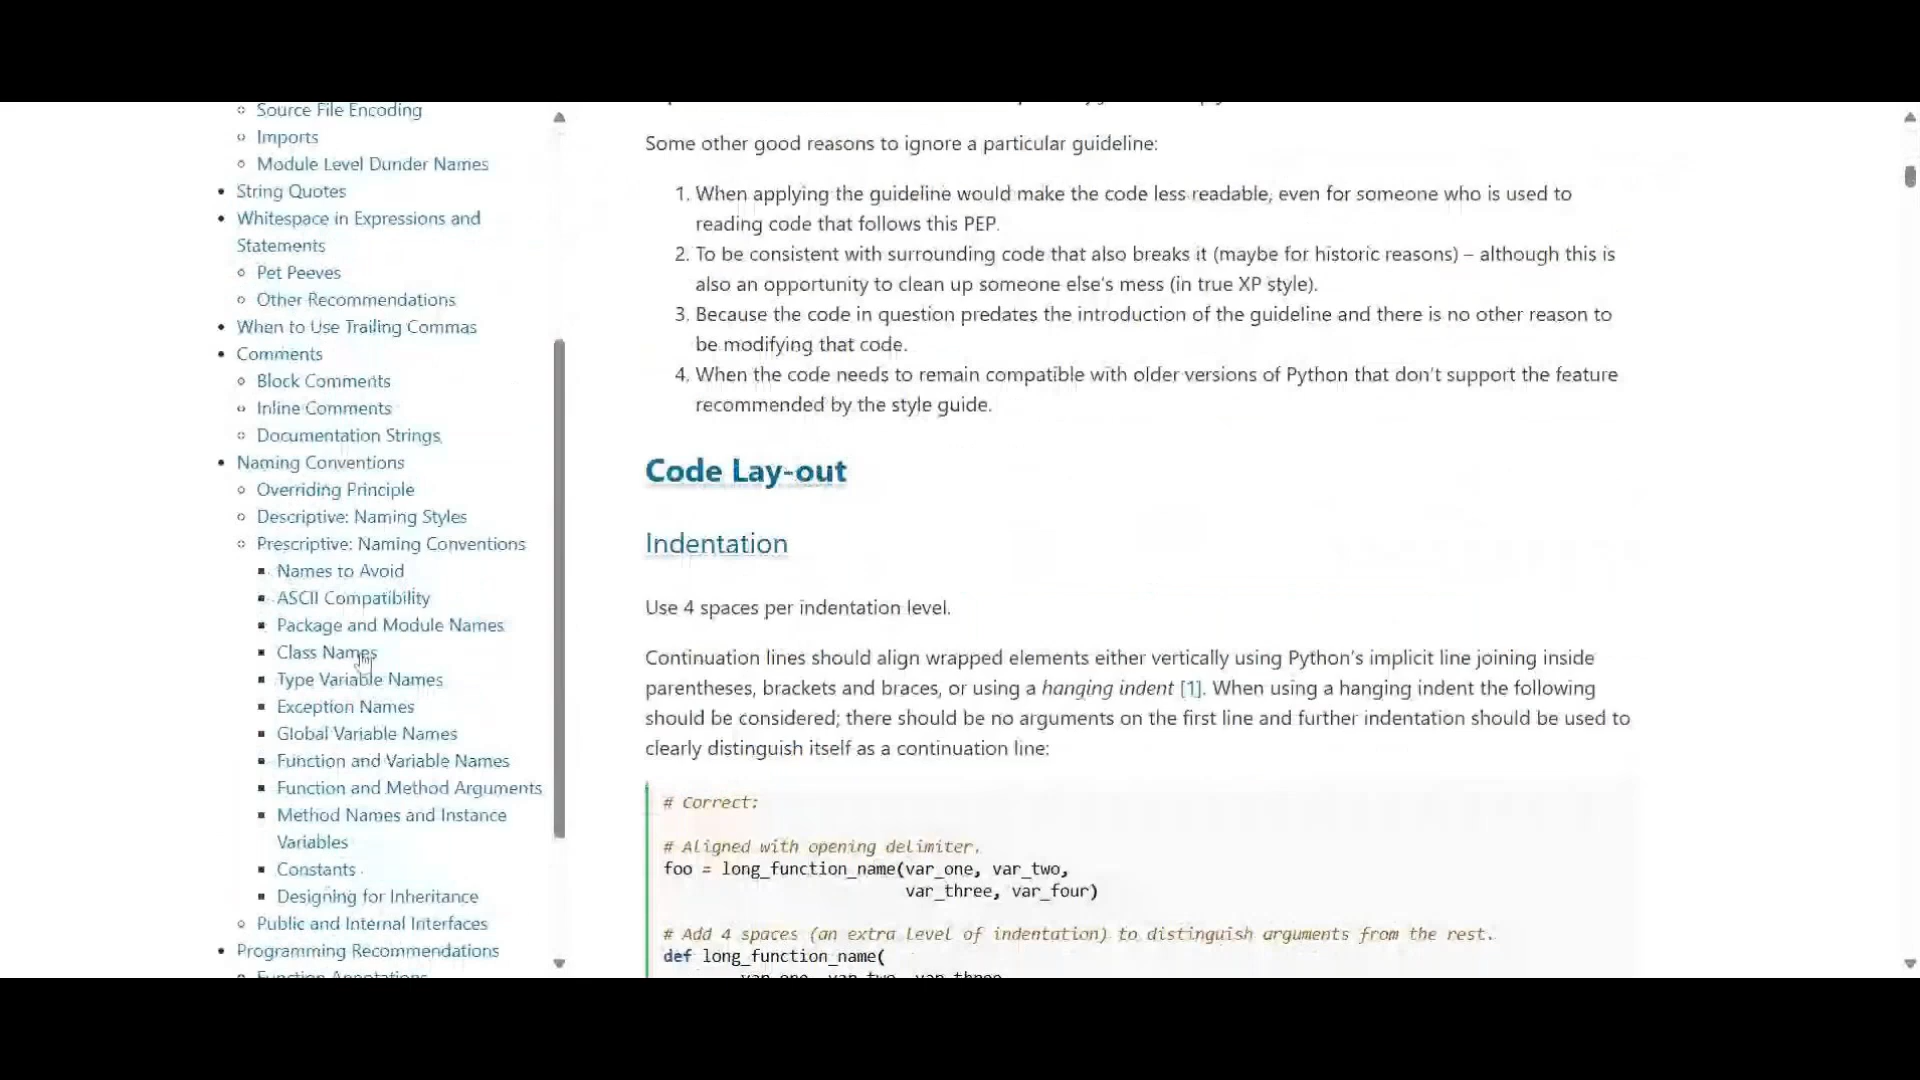 Source File Encoding
Imports
Module Level Dunder Names
String Quotes
Whitespace in Expressions and
Statements
Pet Peeves
Other Recommendations
When to Use Trailing Commas
Comments
Block Comments
Inline Comments
Documentation Strings
Naming Conventions
Overriding Principle
Descriptive: Naming Styles
Prescriptive: Naming Conventions
Names to Avoid
ASCII Compatibility
Package and Module Names
Class Names
Type Variable Names
Exception Names
Global Variable Names
Function and Variable Names
Function and Method Arguments
Method Names and Instance
Variables
Constants
Designing for Inheritance
Public and Internal Interfaces
Programming Recommendations
Function Annotations
Some other good reasons to ignore a particular guideline:
1. When applying the guideline would make the code less readable, even for someone who is used to
reading code that follows this PEP.
2. To be consistent with surrounding code that also breaks it (maybe for historic reasons) – although this is
also an opportunity to clean up someone else's mess (in true XP style).
3. Because the code in question predates the introduction of the guideline and there is no other reason to
be modifying that code.
4. When the code needs to remain compatible with older versions of Python that don't support the feature
recommended by the style guide.
Code Lay-out
Indentation
Use 4 spaces per indentation level.
Continuation lines should align wrapped elements either vertically using Python's implicit line joining inside
parentheses, brackets and braces, or using a hanging indent [1]. When using a hanging indent the following
should be considered; there should be no arguments on the first line and further indentation should be used to
clearly distinguish itself as a continuation line:
# Correct:
# Aligned with opening delimiter.
foo = long_function_name(var_one, var_two,
var_three, var_four)
# Add 4 spaces (an extra level of indentation) to distinguish arguments from the rest.
def long_function_name(
var_one, var_two, var_three,